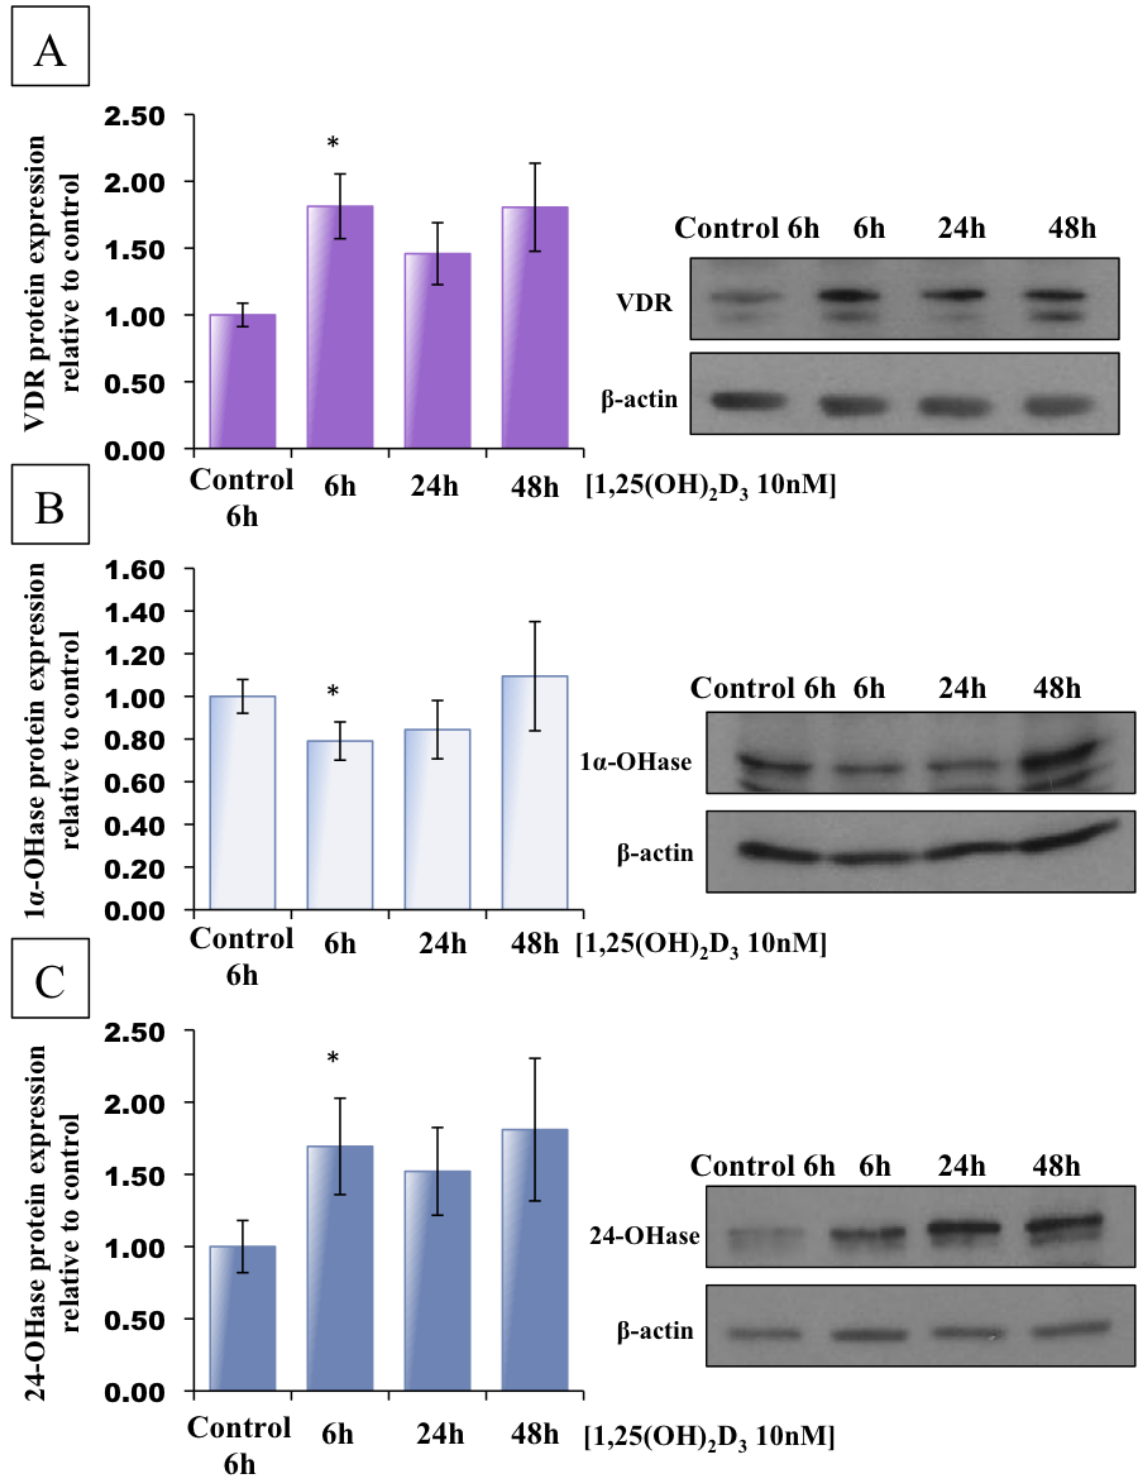 A
VDR protein expression
relative to control
2.50
2.00
1.50
1.00
0.50
0.00
*
Control
6h
6h
24h
48h
[1,25(OH)₂D₃ 10nM]
Control 6h
6h
24h
48h
VDR
β-actin
B
1α-OHase protein expression
relative to control
1.60
1.40
1.20
1.00
0.80
0.60
0.40
0.20
0.00
*
Control
6h
6h
24h
48h
[1,25(OH)₂D₃ 10nM]
Control 6h
6h
24h
48h
1α-OHase
β-actin
C
24-OHase protein expression
relative to control
2.50
2.00
1.50
1.00
0.50
0.00
*
Control
6h
6h
24h
48h
[1,25(OH)₂D₃ 10nM]
Control 6h
6h
24h
48h
24-OHase
β-actin